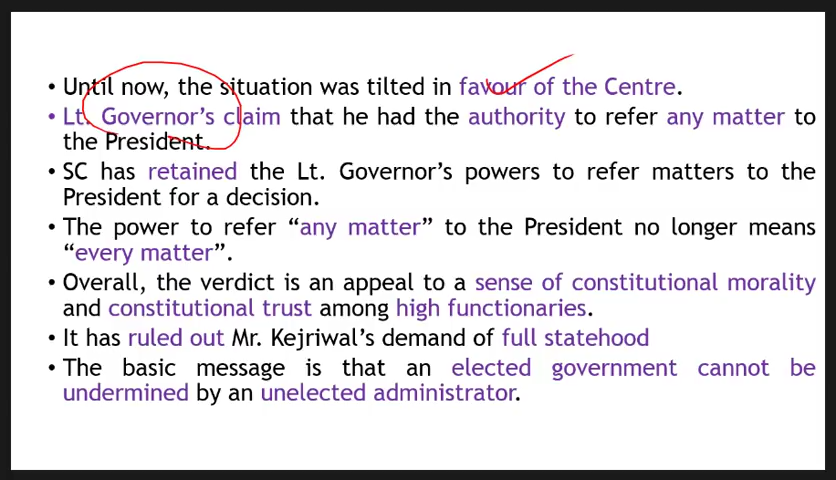 • Until now, the situation was tilted in favour of the Centre.
• Lt. Governor's claim that he had the authority to refer any matter to
the President.
• SC has retained the Lt. Governor's powers to refer matters to the
President for a decision.
• The power to refer “any matter” to the President no longer means
“every matter”.
• Overall, the verdict is an appeal to a sense of constitutional morality
and constitutional trust among high functionaries.
• It has ruled out Mr. Kejriwal's demand of full statehood
• The basic message is that an elected government cannot be
undermined by an unelected administrator.